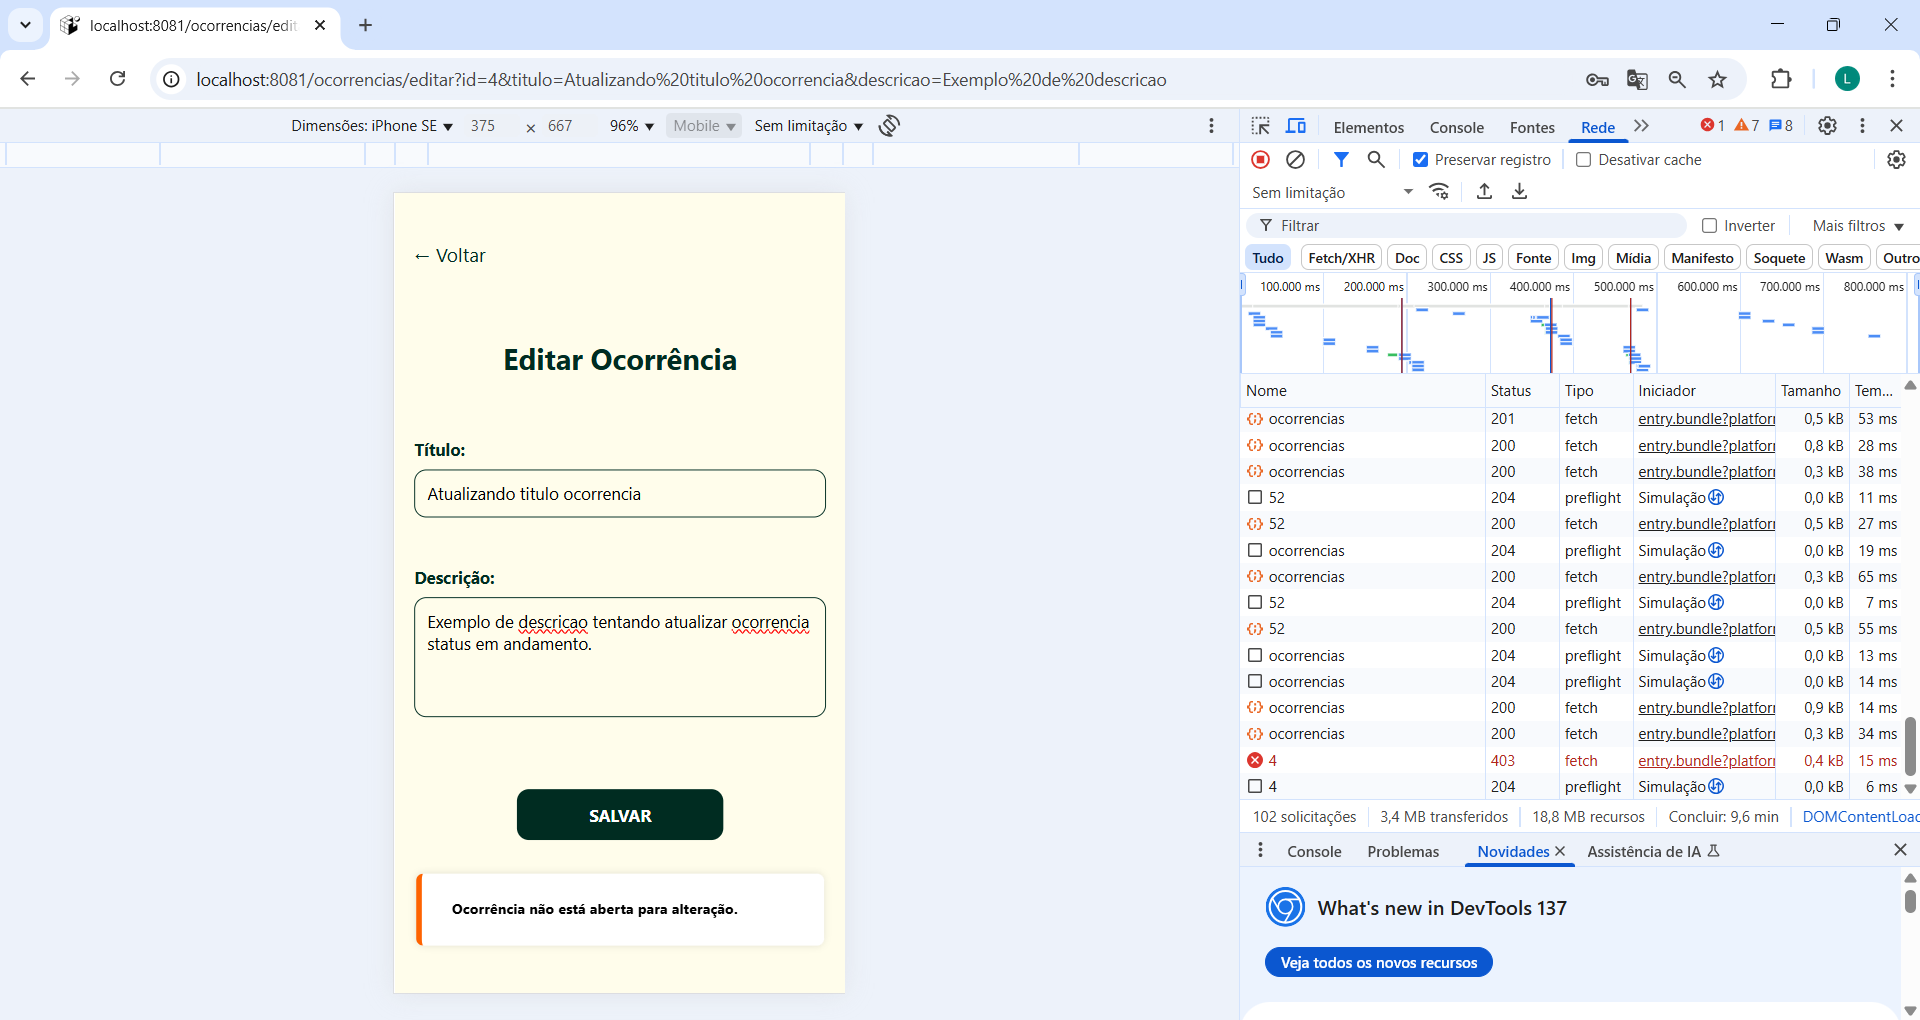 localhost:8081/ocorrencias/edit
localhost:8081/ocorrencias/editar?id=4&titulo=Atualizando%20titulo%20ocorrencia&descricao=Exemplo%20de%20descricao
L
Dimensões: iPhone SE 375 × 667 96% Mobile Sem limitação
← Voltar
Editar Ocorrência
Título:
Atualizando titulo ocorrencia
Descrição:
Exemplo de descricao tentando atualizar ocorrencia
status em andamento.
SALVAR
Ocorrência não está aberta para alteração.
Elementos Console Fontes Rede 1 7 8
Preservar registro Desativar cache
Sem limitação
Filtrar Inverter Mais filtros
Tudo Fetch/XHR Doc CSS JS Fonte Img Mídia Manifesto Soquete Wasm Outro
100.000 ms 200.000 ms 300.000 ms 400.000 ms 500.000 ms 600.000 ms 700.000 ms 800.000 ms
Nome Status Tipo Iniciador Tamanho Tem...
ocorrencias 201 fetch entry.bundle?platfor 0,5 kB 53 ms
ocorrencias 200 fetch entry.bundle?platfor 0,8 kB 28 ms
ocorrencias 200 fetch entry.bundle?platfor 0,3 kB 38 ms
52 204 preflight Simulação 0,0 kB 11 ms
52 200 fetch entry.bundle?platfor 0,5 kB 27 ms
ocorrencias 204 preflight Simulação 0,0 kB 19 ms
ocorrencias 200 fetch entry.bundle?platfor 0,3 kB 65 ms
52 204 preflight Simulação 0,0 kB 7 ms
52 200 fetch entry.bundle?platfor 0,5 kB 55 ms
ocorrencias 204 preflight Simulação 0,0 kB 13 ms
ocorrencias 204 preflight Simulação 0,0 kB 14 ms
ocorrencias 200 fetch entry.bundle?platfor 0,9 kB 14 ms
ocorrencias 200 fetch entry.bundle?platfor 0,3 kB 34 ms
4 403 fetch entry.bundle?platfor 0,4 kB 15 ms
4 204 preflight Simulação 0,0 kB 6 ms
102 solicitações 3,4 MB transferidos 18,8 MB recursos Concluir: 9,6 min DOMContentLoad
Console Problemas Novidades Assistência de IA
What's new in DevTools 137
Veja todos os novos recursos